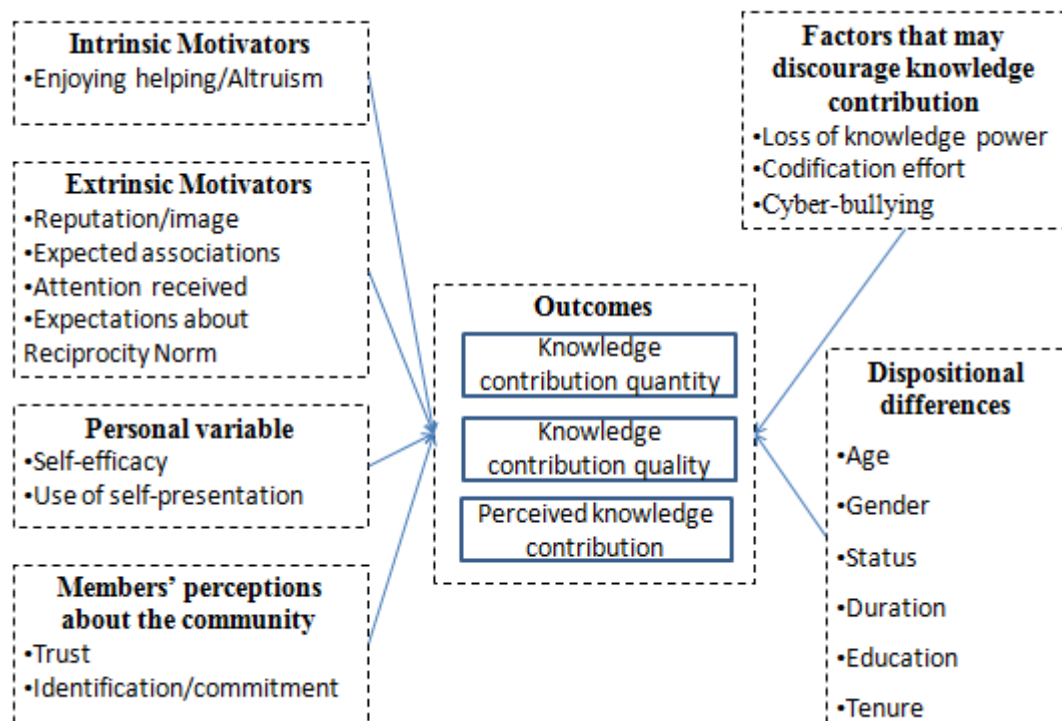 Intrinsic Motivators
•Enjoying helping/Altruism
Extrinsic Motivators
•Reputation/image
•Expected associations
•Attention received
•Expectations about
Reciprocity Norm
Personal variable
•Self-efficacy
•Use of self-presentation
Members’ perceptions
about the community
•Trust
•Identification/commitment
Outcomes
Knowledge
contribution quantity
Knowledge
contribution quality
Perceived knowledge
contribution
Factors that may
discourage knowledge
contribution
•Loss of knowledge power
•Codification effort
•Cyber-bullying
Dispositional
differences
•Age
•Gender
•Status
•Duration
•Education
•Tenure